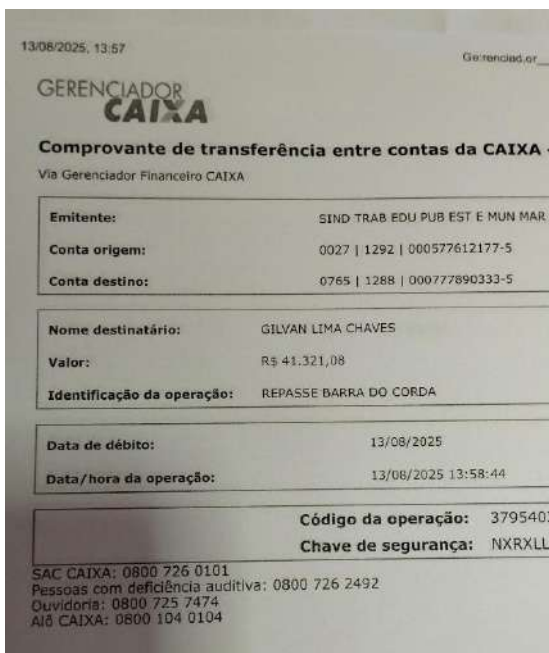 13/08/2025, 13:57
Gerenciador_
GERENCIADOR
CAIXA
Comprovante de transferência entre contas da CAIXA -
Via Gerenciador Financeiro CAIXA
Emitente: SIND TRAB EDU PUB EST E MUN MAR
Conta origem: 0027 | 1292 | 000577612177-5
Conta destino: 0765 | 1288 | 000777890333-5
Nome destinatário: GILVAN LIMA CHAVES
Valor: R$ 41.321,08
Identificação da operação: REPASSE BARRA DO CORDA
Data de débito: 13/08/2025
Data/hora da operação: 13/08/2025 13:58:44
Código da operação: 379540
Chave de segurança: NXRXLL
SAC CAIXA: 0800 726 0101
Pessoas com deficiência auditiva: 0800 726 2492
Ouvidoria: 0800 725 7474
Alô CAIXA: 0800 104 0104